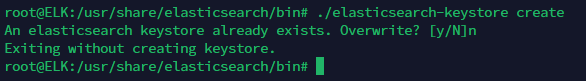 root@ELK:/usr/share/elasticsearch/bin# ./elasticsearch-keystore create
An elasticsearch keystore already exists. Overwrite? [y/N]n
Exiting without creating keystore.
root@ELK:/usr/share/elasticsearch/bin#